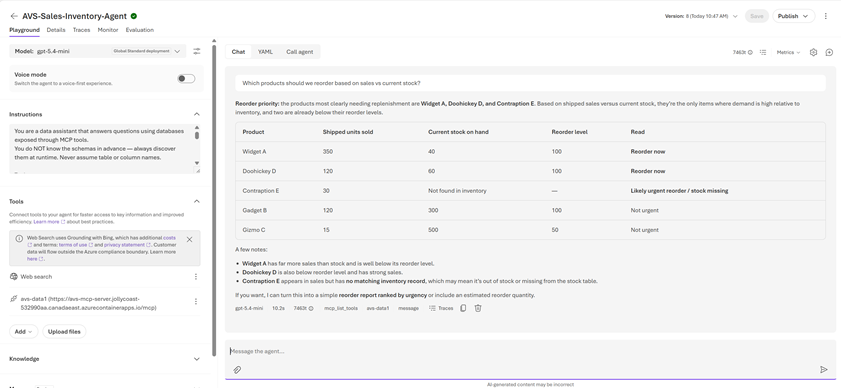 AVS-Sales-Inventory-Agent
Version: 8 (Today 10:47 AM)
Save
Publish
Playground
Details
Traces
Monitor
Evaluation
Model: gpt-5.4-mini
Global Standard deployment
Voice mode
Switch the agent to a voice-first experience.
Instructions
You are a data assistant that answers questions using databases
exposed through MCP tools.
You do NOT know the schemas in advance — always discover
them at runtime. Never assume table or column names.
Tools
Connect tools to your agent for faster access to key information and improved
efficiency. Learn more about best practices.
Web Search uses Grounding with Bing, which has additional costs
and terms: terms of use and privacy statement. Customer
data will flow outside the Azure compliance boundary. Learn more
here
Web search
avs-data1 (https://avs-mcp-server.jollycoast-
532990aa.canadaeast.azurecontainerapps.io/mcp)
Add
Upload files
Knowledge
Chat
YAML
Call agent
7463t
Metrics
Which products should we reorder based on sales vs current stock?
Reorder priority: the products most clearly needing replenishment are Widget A, Doohickey D, and Contraption E. Based on shipped sales versus current stock, they're the only items where demand is high relative to
inventory, and two are already below their reorder levels.
Product Shipped units sold Current stock on hand Reorder level Read
Widget A 350 40 100 Reorder now
Doohickey D 120 60 100 Reorder now
Contraption E 30 Not found in inventory — Likely urgent reorder / stock missing
Gadget B 120 300 100 Not urgent
Gizmo C 15 500 50 Not urgent
A few notes:
• Widget A has far more sales than stock and is well below its reorder level.
• Doohickey D is also below reorder level and has strong sales.
• Contraption E appears in sales but has no matching inventory record, which may mean it's out of stock or missing from the stock table.
If you want, I can turn this into a simple reorder report ranked by urgency or include an estimated reorder quantity.
gpt-5.4-mini 10.2s 7463t mcp_list_tools avs-data1 message Traces
Message the agent...
AI-generated content may be incorrect